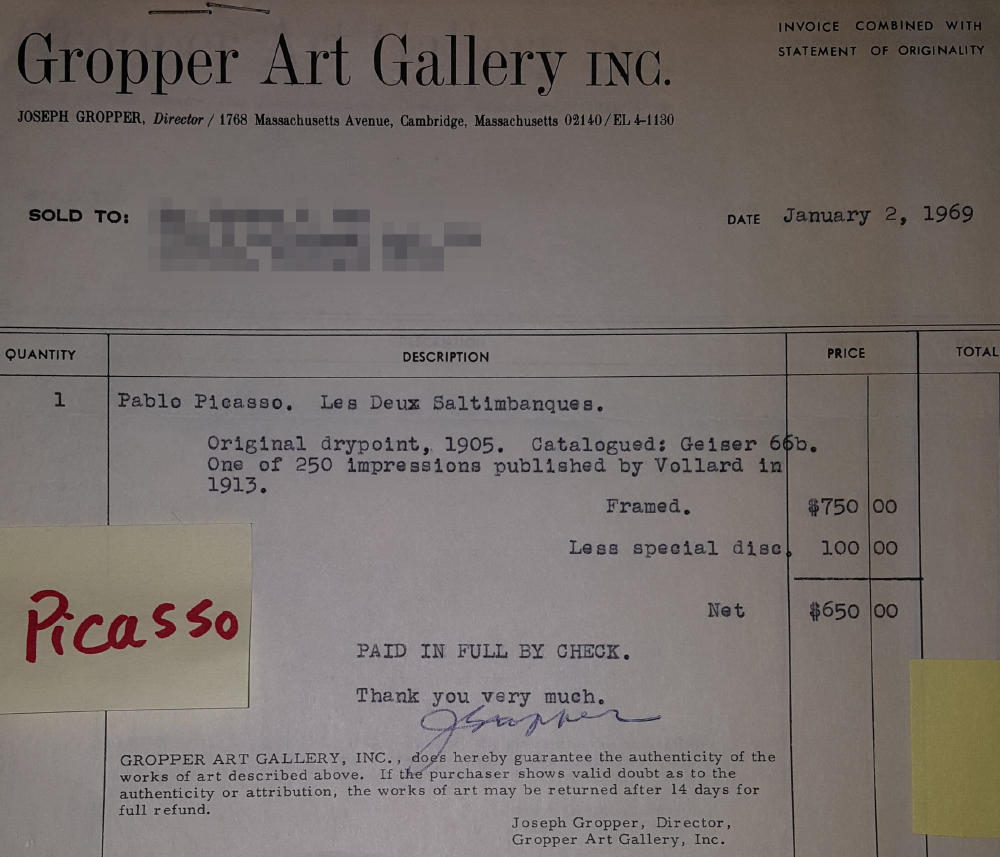 Gropper Art Gallery INC.
INVOICE COMBINED WITH
STATEMENT OF ORIGINALITY
JOSEPH GROPPER, Director / 1768 Massachusetts Avenue, Cambridge, Massachusetts 02140/EL 4-1130
SOLD TO:
DATE January 2, 1969
QUANTITY DESCRIPTION PRICE TOTAL
1 Pablo Picasso. Les Deux Saltimbanques.
Original drypoint, 1905. Catalogued: Geiser 66b.
One of 250 impressions published by Vollard in
1913.
Framed. $750 00
Less special disc. 100 00
Net $650 00
Picasso
PAID IN FULL BY CHECK.
Thank you very much.
JGropper
GROPPER ART GALLERY, INC., does hereby guarantee the authenticity of the
works of art described above. If the purchaser shows valid doubt as to the
authenticity or attribution, the works of art may be returned after 14 days for
full refund.
Joseph Gropper, Director,
Gropper Art Gallery, Inc.